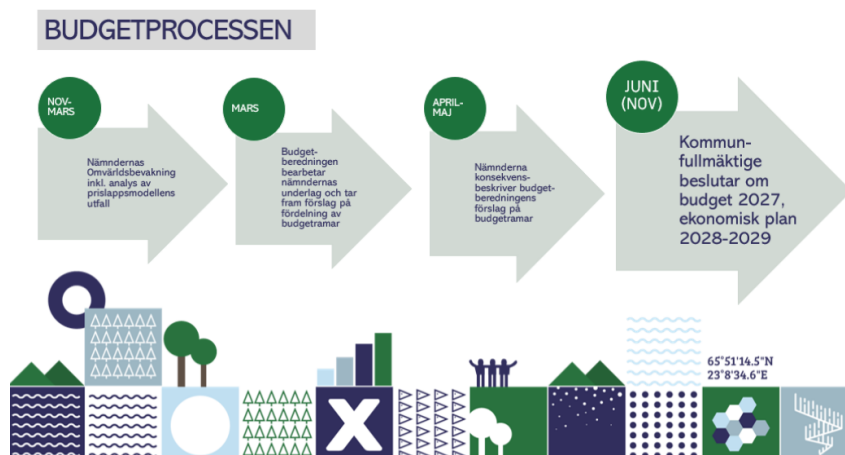 BUDGETPROCESSEN
NOV-
MARS
Nämndernas
Omvärldsbevakning
inkl. analys av
prislappsmodellens
utfall
MARS
Budget-
beredningen
bearbetar
nämndernas
underlag och tar
fram förslag på
fördelning av
budgetramar
APRIL-
MAJ
Nämnderna
konsekvens-
beskriver budget-
beredningens
förslag på
budgetramar
JUNI
(NOV)
Kommun-
fullmäktige
beslutar om
budget 2027,
ekonomisk plan
2028-2029
65°51'14.5"N
23°8'34.6"E
X